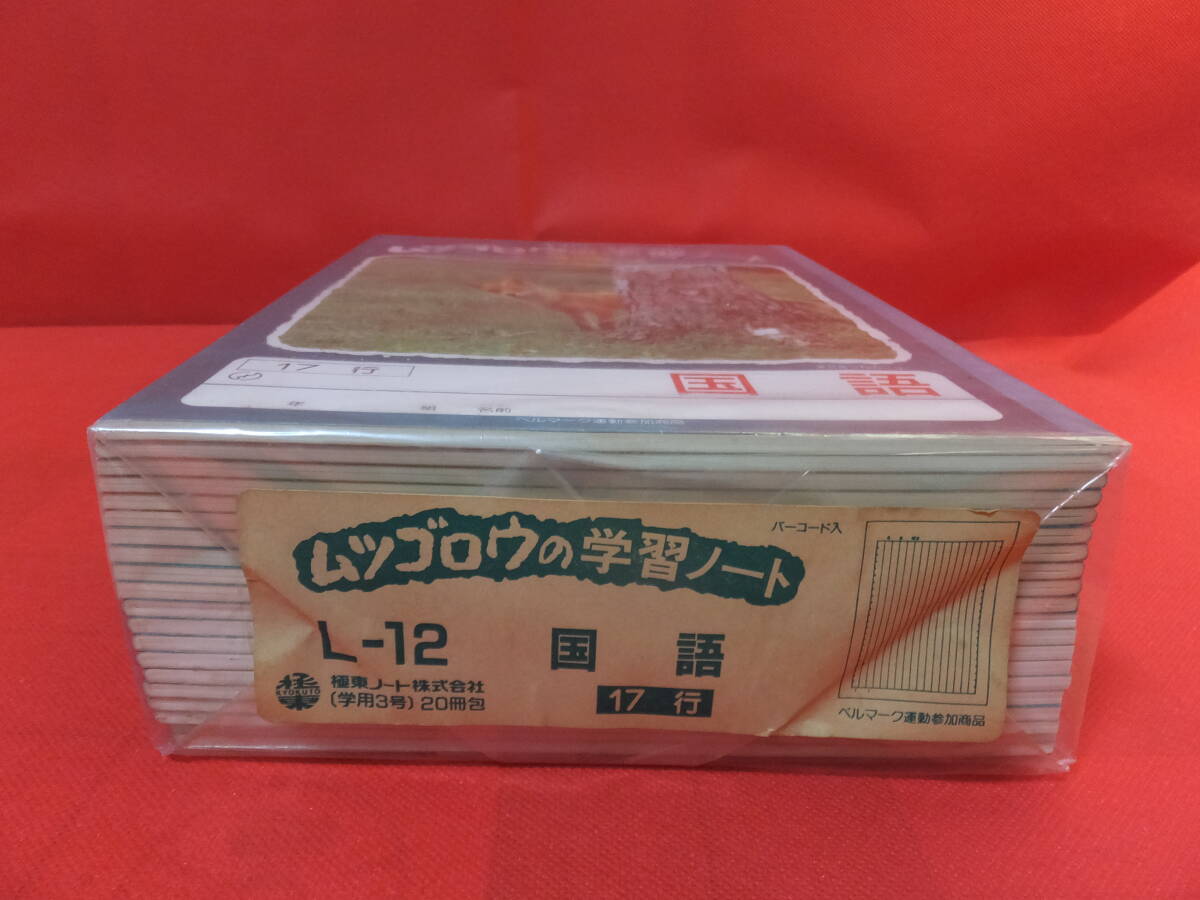 17 行
国語
年 組 名前
ベルマーク運動参加商品
ムツゴロウの学習ノート
バーコード入
L-12 国語
極東 KYOKUTO
極東ノート株式会社
(学用3号) 20冊包
17 行
ベルマーク運動参加商品